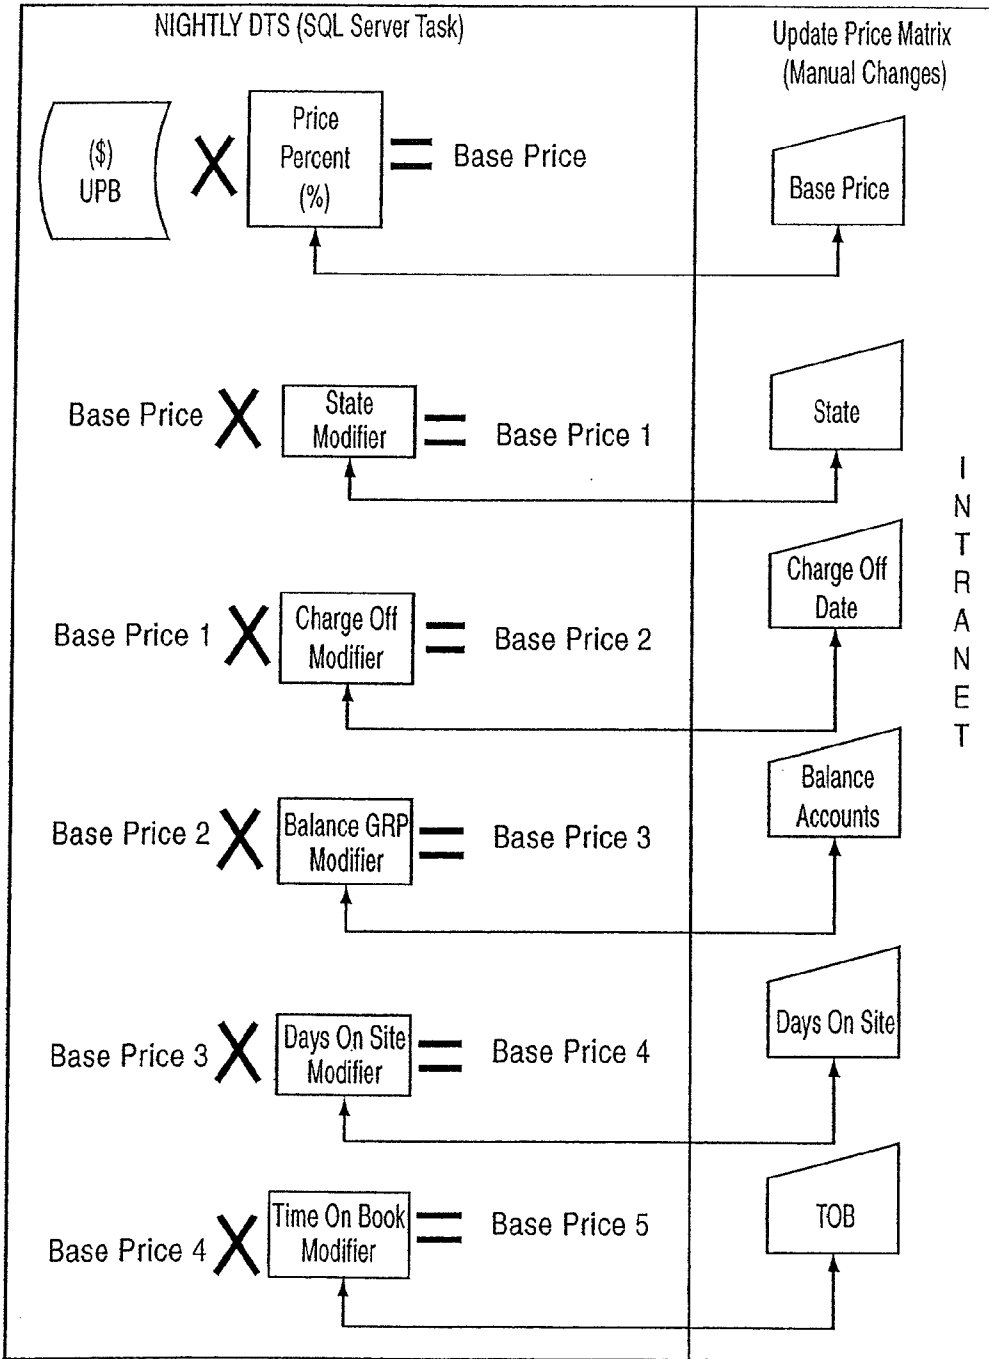 NIGHTLY DTS (SQL Server Task)
Update Price Matrix
(Manual Changes)
($)
UPB
X
Price
Percent
(%)
= Base Price
Base Price
Base Price X
State
Modifier
= Base Price 1
State
Base Price 1 X
Charge Off
Modifier
= Base Price 2
Charge Off
Date
Base Price 2 X
Balance GRP
Modifier
= Base Price 3
Balance
Accounts
Base Price 3 X
Days On Site
Modifier
= Base Price 4
Days On Site
Base Price 4 X
Time On Book
Modifier
= Base Price 5
TOB
INTRANET